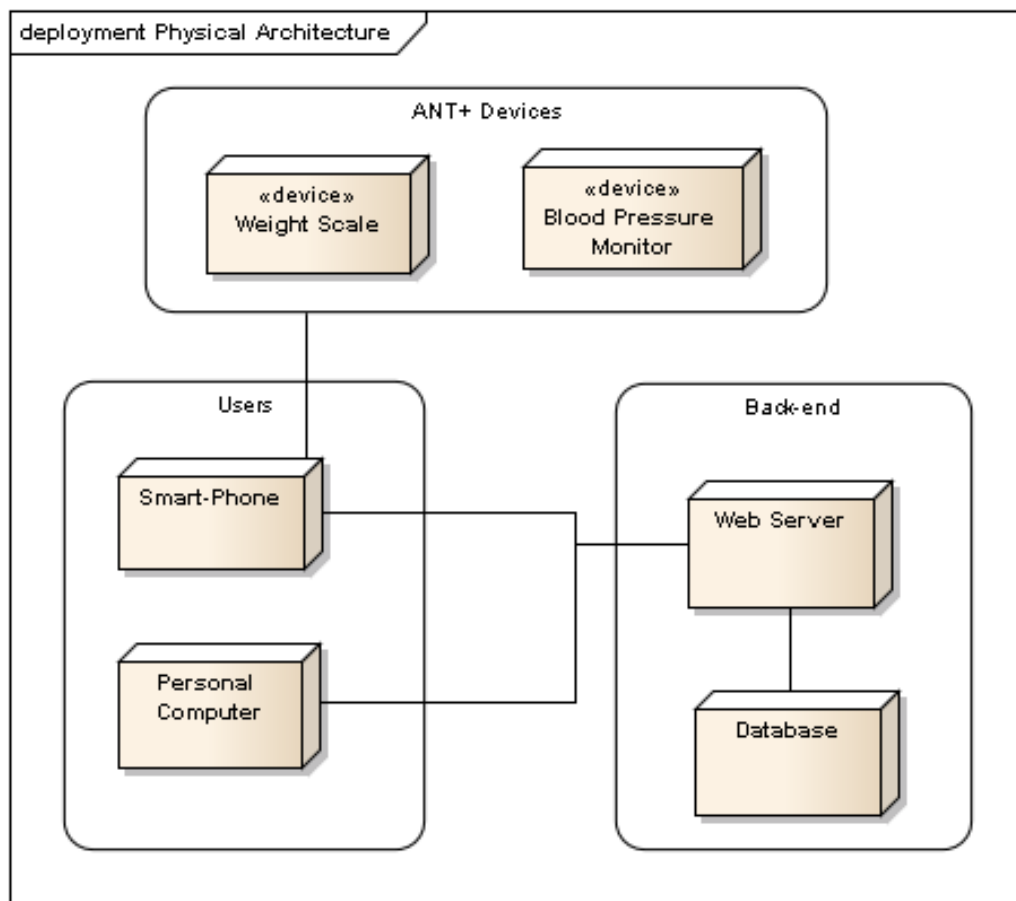 deployment Physical Architecture
ANT+ Devices
«device»
Weight Scale
«device»
Blood Pressure
Monitor
Users
Smart-Phone
Personal
Computer
Back-end
Web Server
Database